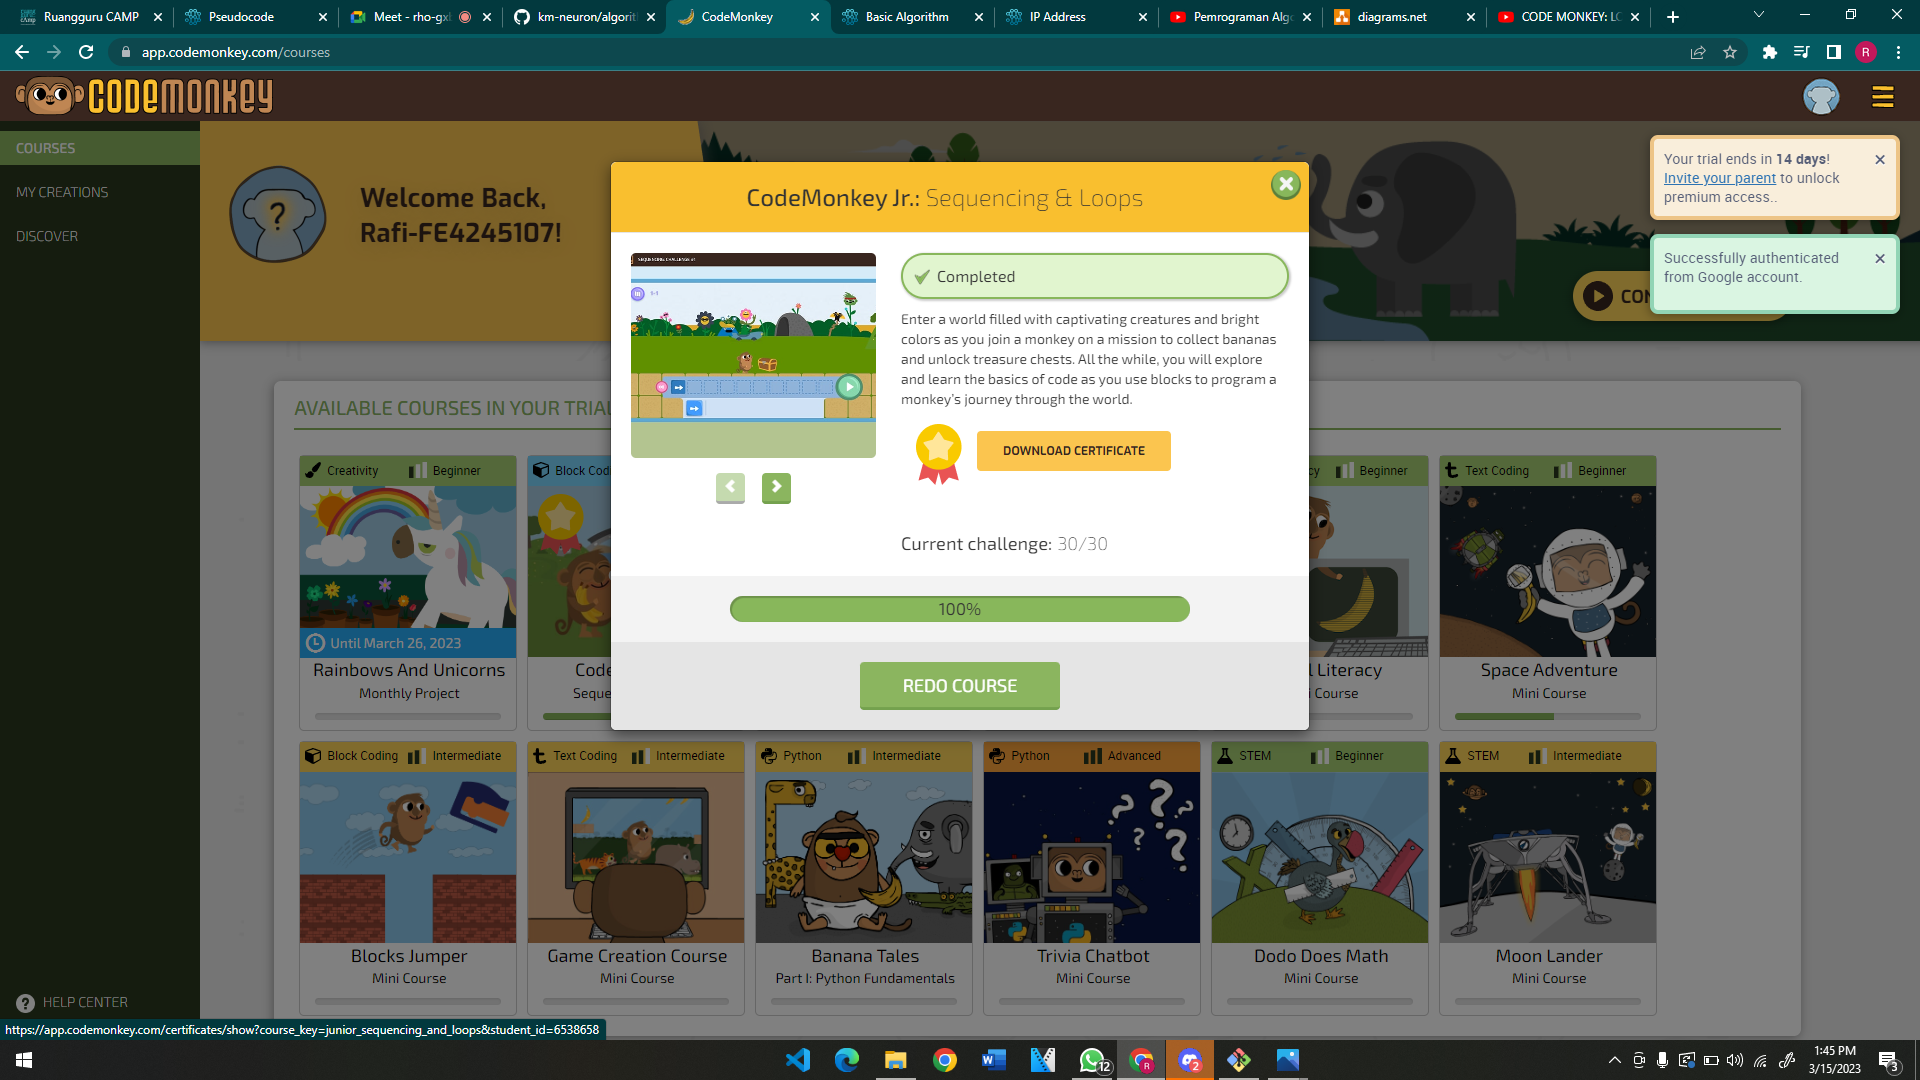 Ruangguru CAMP
Pseudocode
Meet - rho-gxl
km-neuron/algorit
CodeMonkey
Basic Algorithm
IP Address
Pemrograman Algo
diagrams.net
CODE MONKEY: LO
app.codemonkey.com/courses
R
CODEMONKEY
COURSES
MY CREATIONS
DISCOVER
HELP CENTER
Welcome Back,
Rafi-FE4245107!
Your trial ends in 14 days!
Invite your parent to unlock
premium access..
Successfully authenticated
from Google account.
CON
CodeMonkey Jr.: Sequencing & Loops
Completed
Enter a world filled with captivating creatures and bright
colors as you join a monkey on a mission to collect bananas
and unlock treasure chests. All the while, you will explore
and learn the basics of code as you use blocks to program a
monkey's journey through the world.
DOWNLOAD CERTIFICATE
Current challenge: 30/30
100%
REDO COURSE
AVAILABLE COURSES IN YOUR TRIAL
Creativity Beginner
Until March 26, 2023
Rainbows And Unicorns
Monthly Project
Block Cod
Code
Seque
cy Beginner
l Literacy
i Course
Text Coding Beginner
Space Adventure
Mini Course
Block Coding Intermediate
Blocks Jumper
Mini Course
Text Coding Intermediate
Game Creation Course
Mini Course
Python Intermediate
Banana Tales
Part I: Python Fundamentals
Python Advanced
Trivia Chatbot
Mini Course
STEM Beginner
Dodo Does Math
Mini Course
STEM Intermediate
Moon Lander
Mini Course
https://app.codemonkey.com/certificates/show?course_key=junior_sequencing_and_loops&student_id=6538658
12
R
2
1:45 PM
3/15/2023
3